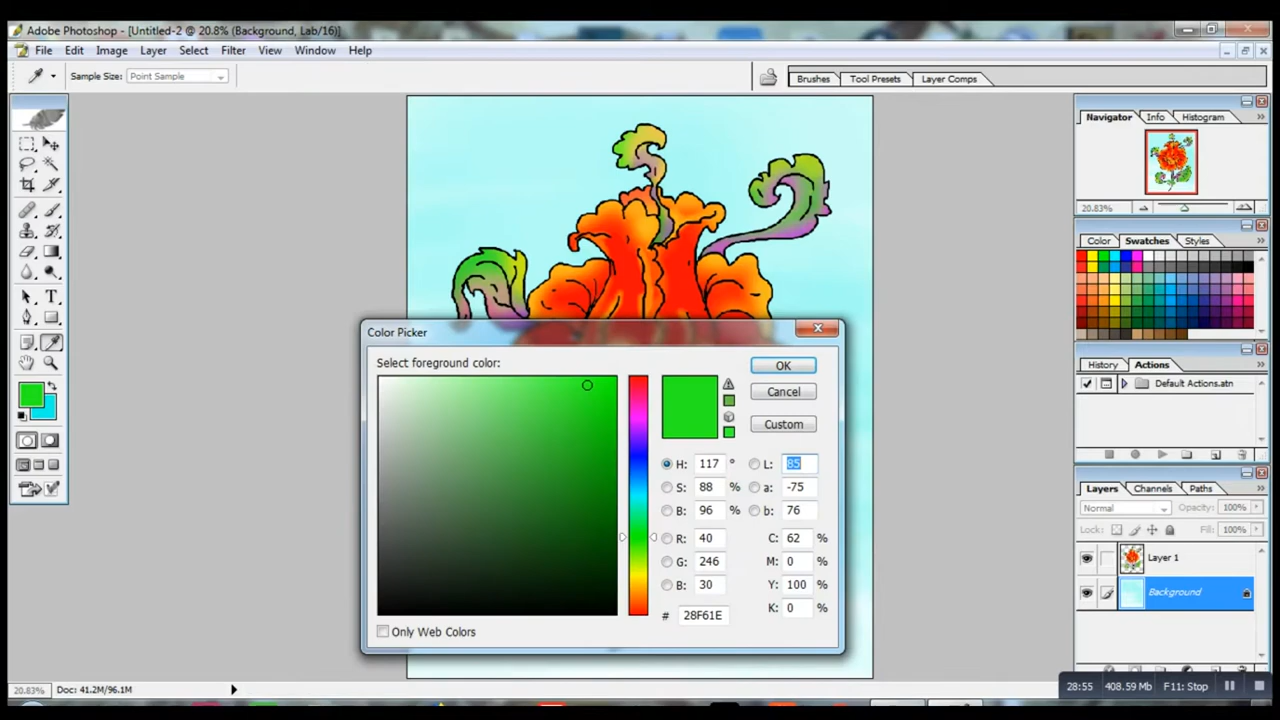 Adobe Photoshop - [Untitled-2 @ 20.8% (Background, Lab/16)]
File Edit Image Layer Select Filter View Window Help
Sample Size: Point Sample
Brushes Tool Presets Layer Comps
Navigator Info Histogram
20.83%
Color Swatches Styles
Color Picker
Select foreground color:
OK
Cancel
Custom
H: 117 ° L: 85
S: 88 % a: -75
B: 96 % b: 76
R: 40 C: 62 %
G: 246 M: 0 %
B: 30 Y: 100 %
# 28F61E K: 0 %
Only Web Colors
History Actions
Default Actions.atn
Layers Channels Paths
Normal Opacity: 100%
Lock: Fill: 100%
Layer 1
Background
20.83% Doc: 41.2M/96.1M
28:55 408.59 Mb F11: Stop